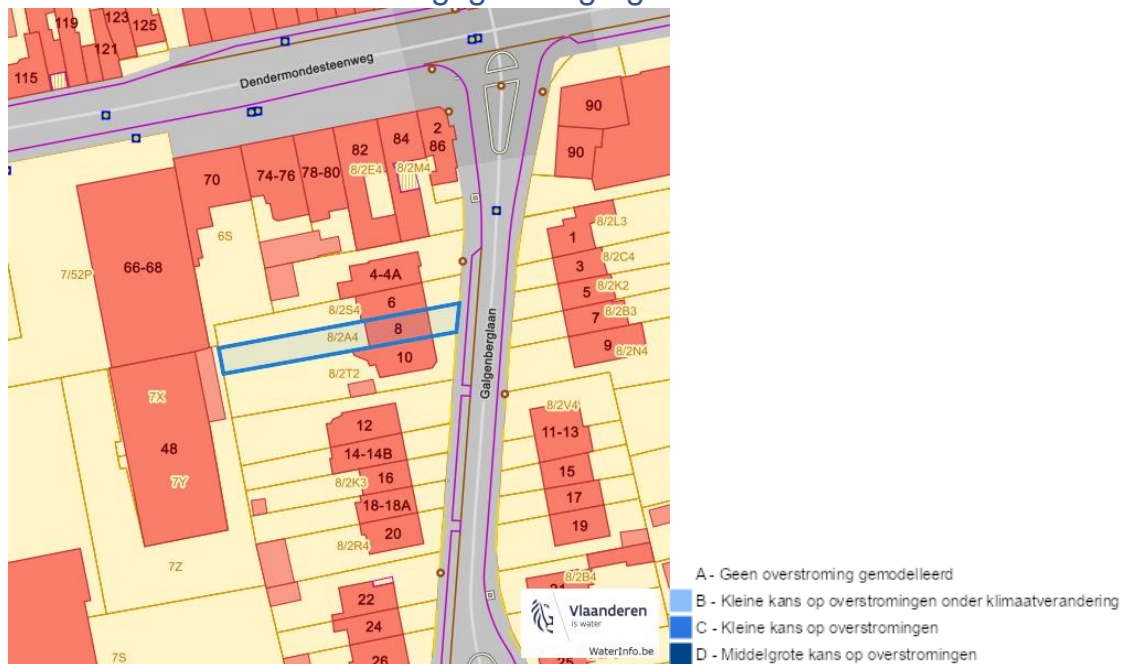 119
123
125
121
115
Dendermondesteenweg
90
90
2
86
84
82
8/2E4
8/2M4
78-80
74-76
70
6S
66-68
7/52P
8/2L3
1
8/2C4
3
8/2K2
5
8/2B3
7
9
8/2N4
4-4A
6
8/2S4
8
8/2A4
10
8/2T2
Galgenberglaan
7X
48
7Y
12
14-14B
8/2K3
16
18-18A
20
8/2R4
8/2V4
11-13
15
17
19
7Z
8/2B4
22
24
26
7S
25
Vlaanderen
is water
WaterInfo.be
A - Geen overstroming gemodelleerd
B - Kleine kans op overstromingen onder klimaatverandering
C - Kleine kans op overstromingen
D - Middelgrote kans op overstromingen